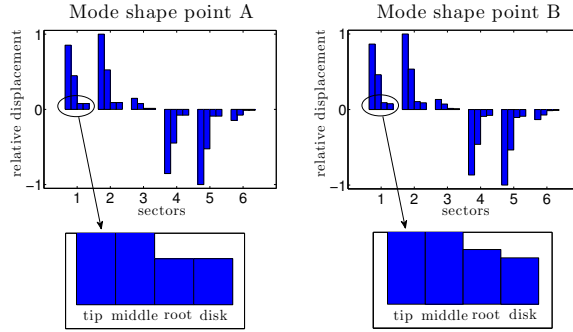 Mode shape point A
relative displacement
1
0
−1
1 2 3 4 5 6
sectors
tip middle root disk
Mode shape point B
relative displacement
1
0
−1
1 2 3 4 5 6
sectors
tip middle root disk